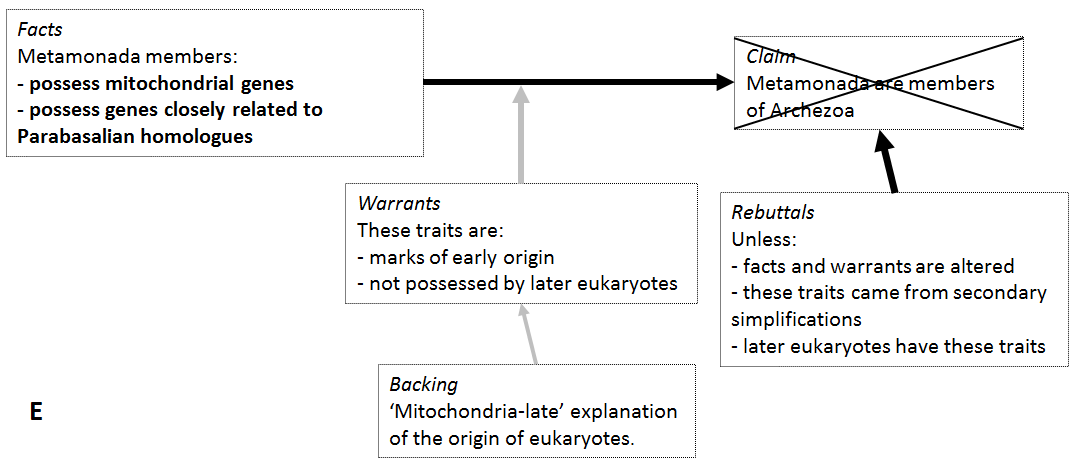 Facts
Metamonada members:
- possess mitochondrial genes
- possess genes closely related to
Parabasalian homologues
Claim
Metamonada are members
of Archezoa
Warrants
These traits are:
- marks of early origin
- not possessed by later eukaryotes
Rebuttals
Unless:
- facts and warrants are altered
- these traits came from secondary
simplifications
- later eukaryotes have these traits
Backing
‘Mitochondria-late’ explanation
of the origin of eukaryotes.
E